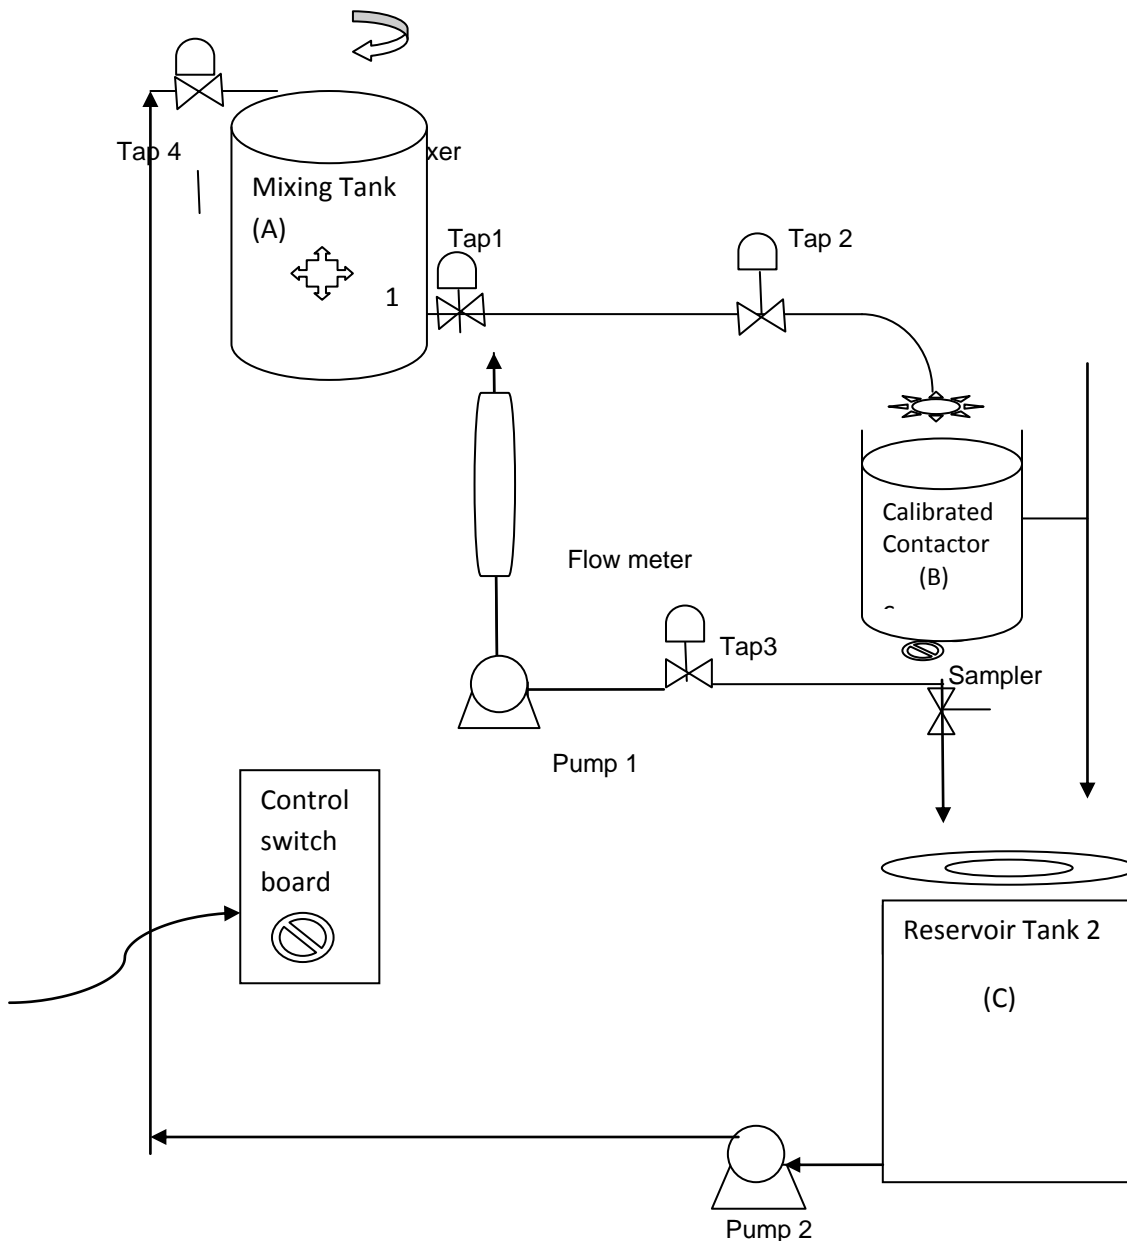 Tap 4
xer
Mixing Tank
(A)
1
Tap1
Tap 2
Calibrated
Contactor
(B)
Flow meter
Tap3
Sampler
Pump 1
Control
switch
board
Reservoir Tank 2
(C)
Pump 2